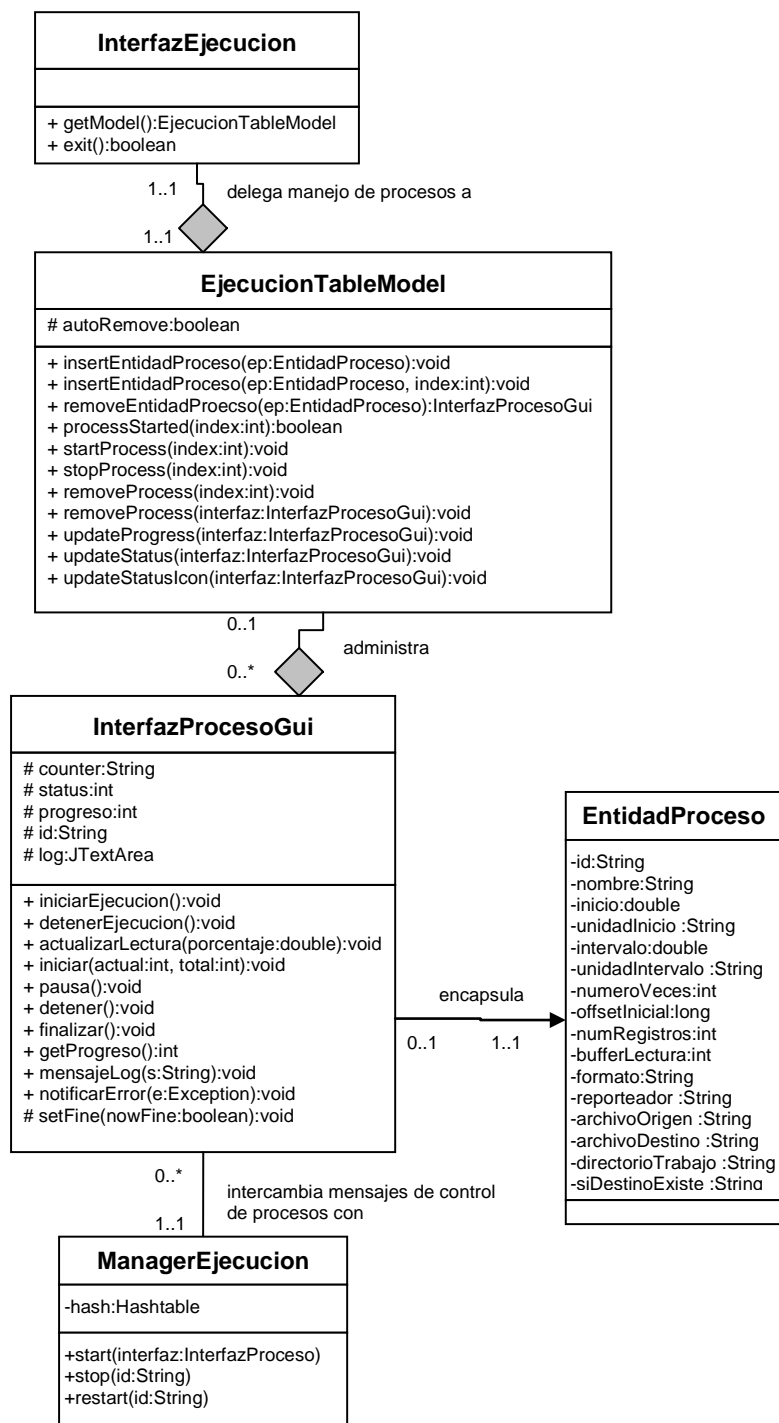 InterfazEjecucion
+ getModel():EjecucionTableModel
+ exit():boolean
1..1
delega manejo de procesos a
1..1
EjecucionTableModel
# autoRemove:boolean
+ insertEntidadProceso(ep:EntidadProceso):void
+ insertEntidadProceso(ep:EntidadProceso, index:int):void
+ removeEntidadProecso(ep:EntidadProceso):InterfazProcesoGui
+ processStarted(index:int):boolean
+ startProcess(index:int):void
+ stopProcess(index:int):void
+ removeProcess(index:int):void
+ removeProcess(interfaz:InterfazProcesoGui):void
+ updateProgress(interfaz:InterfazProcesoGui):void
+ updateStatus(interfaz:InterfazProcesoGui):void
+ updateStatusIcon(interfaz:InterfazProcesoGui):void
0..1
administra
0..*
InterfazProcesoGui
# counter:String
# status:int
# progreso:int
# id:String
# log:JTextArea
+ iniciarEjecucion():void
+ detenerEjecucion():void
+ actualizarLectura(porcentaje:double):void
+ iniciar(actual:int, total:int):void
+ pausa():void
+ detener():void
+ finalizar():void
+ getProgreso():int
+ mensajeLog(s:String):void
+ notificarError(e:Exception):void
# setFine(nowFine:boolean):void
encapsula
0..1
1..1
EntidadProceso
-id:String
-nombre:String
-inicio:double
-unidadInicio :String
-intervalo:double
-unidadIntervalo :String
-numeroVeces:int
-offsetInicial:long
-numRegistros:int
-bufferLectura:int
-formato:String
-reporteador :String
-archivoOrigen :String
-archivoDestino :String
-directorioTrabajo :String
-siDestinoExiste :String
0..*
intercambia mensajes de control
de procesos con
1..1
ManagerEjecucion
-hash:Hashtable
+start(interfaz:InterfazProceso)
+stop(id:String)
+restart(id:String)